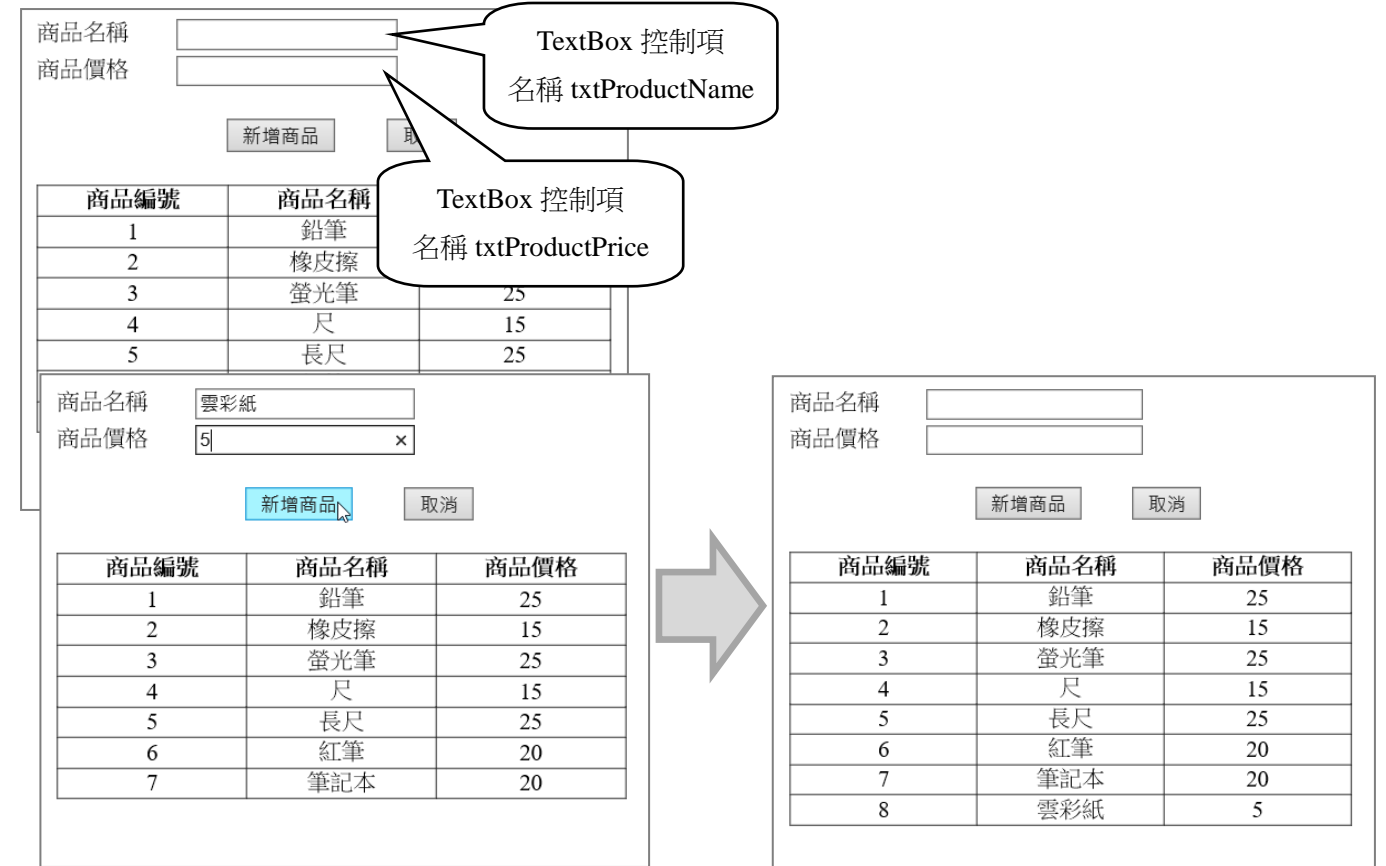 商品名稱
商品價格
TextBox 控制項
名稱 txtProductName
新增商品
TextBox 控制項
名稱 txtProductPrice
商品編號 商品名稱
1 鉛筆
2 橡皮擦
3 螢光筆 25
4 尺 15
5 長尺 25
商品名稱 雲彩紙
商品價格 5 ×
新增商品 取消
商品編號 商品名稱 商品價格
1 鉛筆 25
2 橡皮擦 15
3 螢光筆 25
4 尺 15
5 長尺 25
6 紅筆 20
7 筆記本 20
商品名稱
商品價格
新增商品 取消
商品編號 商品名稱 商品價格
1 鉛筆 25
2 橡皮擦 15
3 螢光筆 25
4 尺 15
5 長尺 25
6 紅筆 20
7 筆記本 20
8 雲彩紙 5